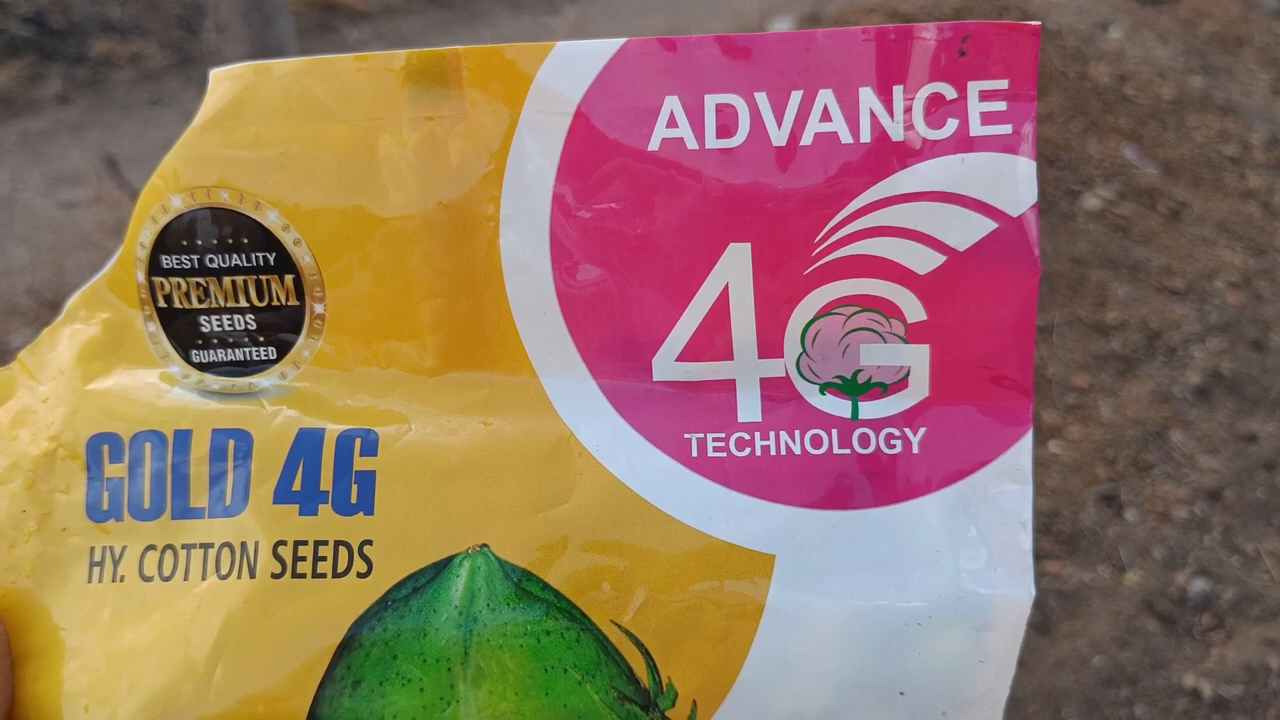 ADVANCE
4G
TECHNOLOGY
BEST QUALITY
PREMIUM
SEEDS
GUARANTEED
GOLD 4G
HY. COTTON SEEDS